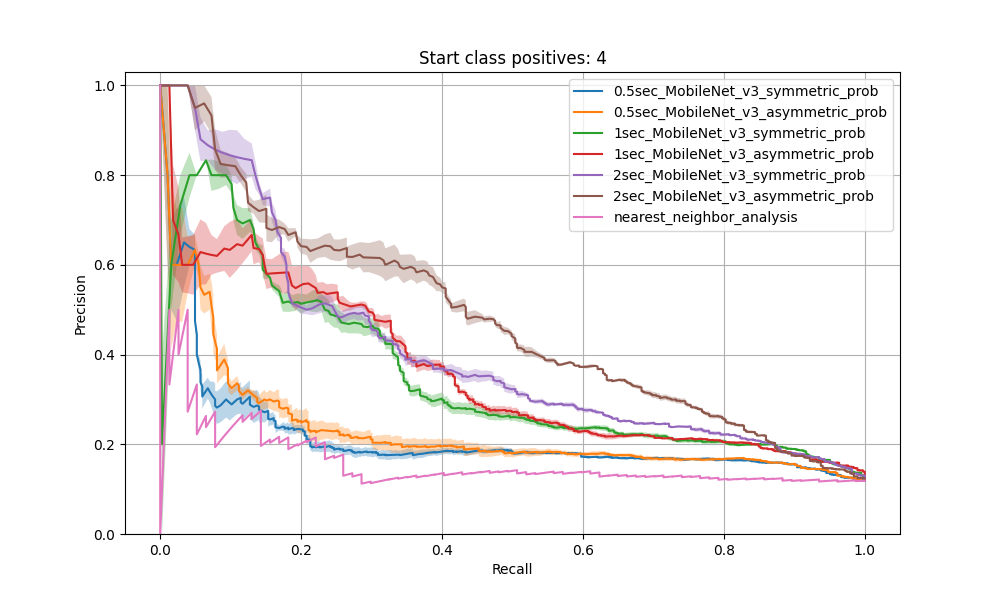 Start class positives: 4
1.0
0.8
0.6
0.4
0.2
0.0
Precision
0.5sec_MobileNet_v3_symmetric_prob
0.5sec_MobileNet_v3_asymmetric_prob
1sec_MobileNet_v3_symmetric_prob
1sec_MobileNet_v3_asymmetric_prob
2sec_MobileNet_v3_symmetric_prob
2sec_MobileNet_v3_asymmetric_prob
nearest_neighbor_analysis
0.0 0.2 0.4 0.6 0.8 1.0
Recall